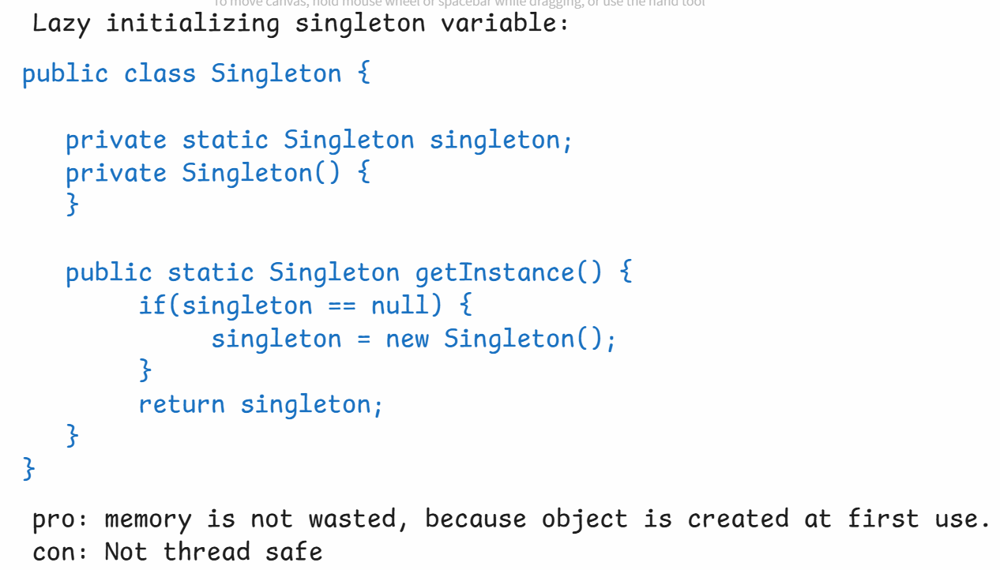 To move canvas, hold mouse wheel or spacebar while dragging, or use the hand tool
Lazy initializing singleton variable:
public class Singleton {
private static Singleton singleton;
private Singleton() {
}
public static Singleton getInstance() {
if(singleton == null) {
singleton = new Singleton();
}
return singleton;
}
}
pro: memory is not wasted, because object is created at first use.
con: Not thread safe